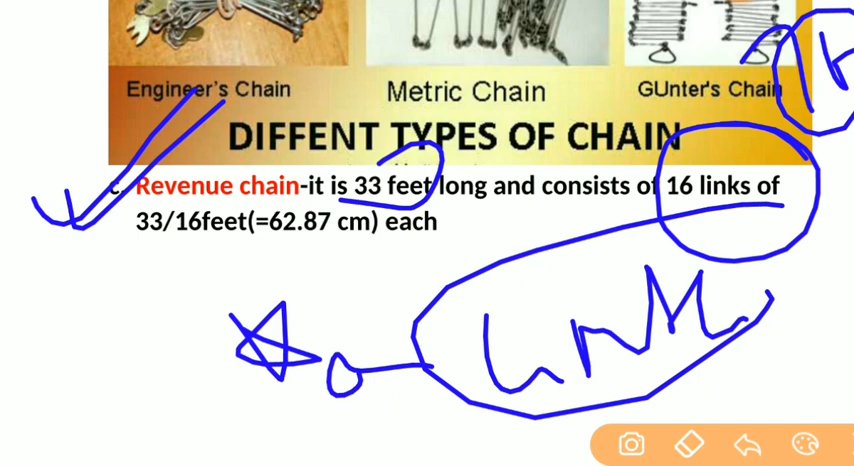 Engineer's Chain
Metric Chain
GUnter's Chain
DIFFENT TYPES OF CHAIN
c. Revenue chain-it is 33 feet long and consists of 16 links of
33/16feet(=62.87 cm) each